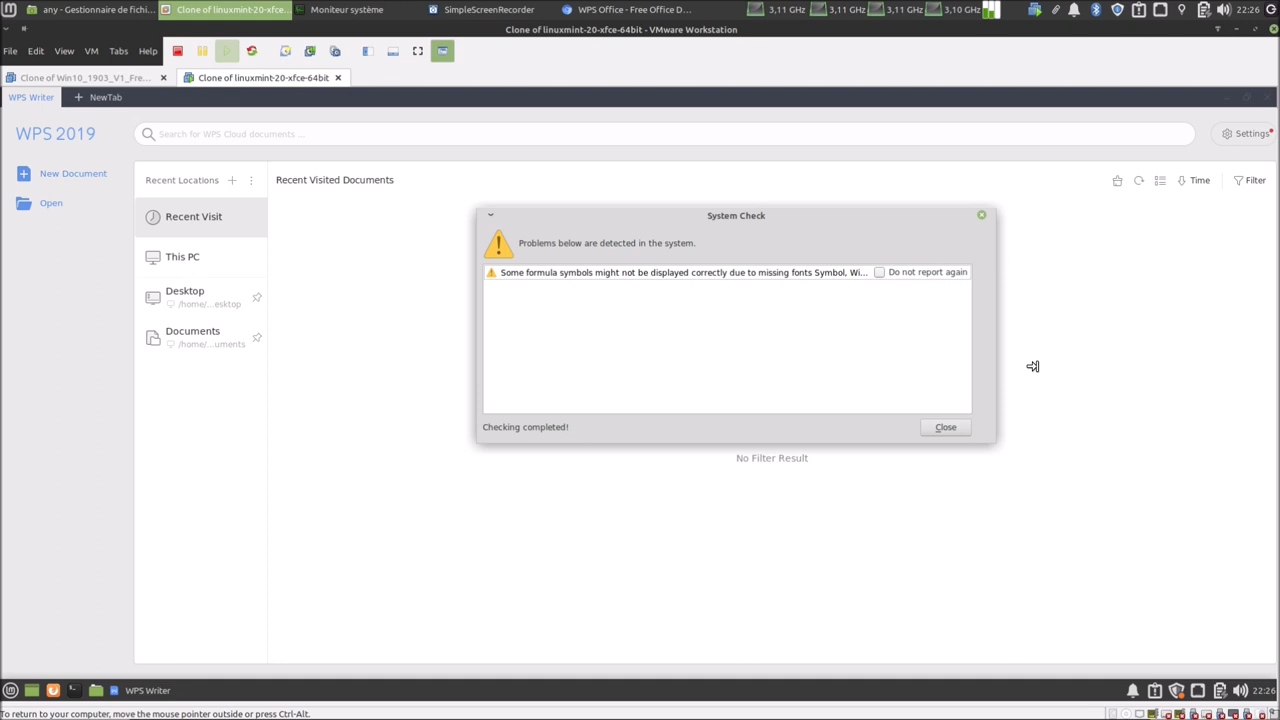 any - Gestionnaire de fichi...
Clone of linuxmint-20-xfce...
Moniteur système
SimpleScreenRecorder
WPS Office - Free Office D...
3,11 GHz
3,11 GHz
3,11 GHz
3,10 GHz
22:26
Clone of linuxmint-20-xfce-64bit - VMware Workstation
File Edit View VM Tabs Help
Clone of Win10_1903_V1_Fre...
Clone of linuxmint-20-xfce-64bit
WPS Writer
NewTab
WPS 2019
Search for WPS Cloud documents ...
Settings
New Document
Open
Recent Locations
Recent Visited Documents
Time
Filter
Recent Visit
This PC
Desktop
/home/...esktop
Documents
/home/...uments
System Check
Problems below are detected in the system.
Some formula symbols might not be displayed correctly due to missing fonts Symbol, Wi...
Do not report again
Checking completed!
Close
No Filter Result
WPS Writer
22:26
To return to your computer, move the mouse pointer outside or press Ctrl-Alt.